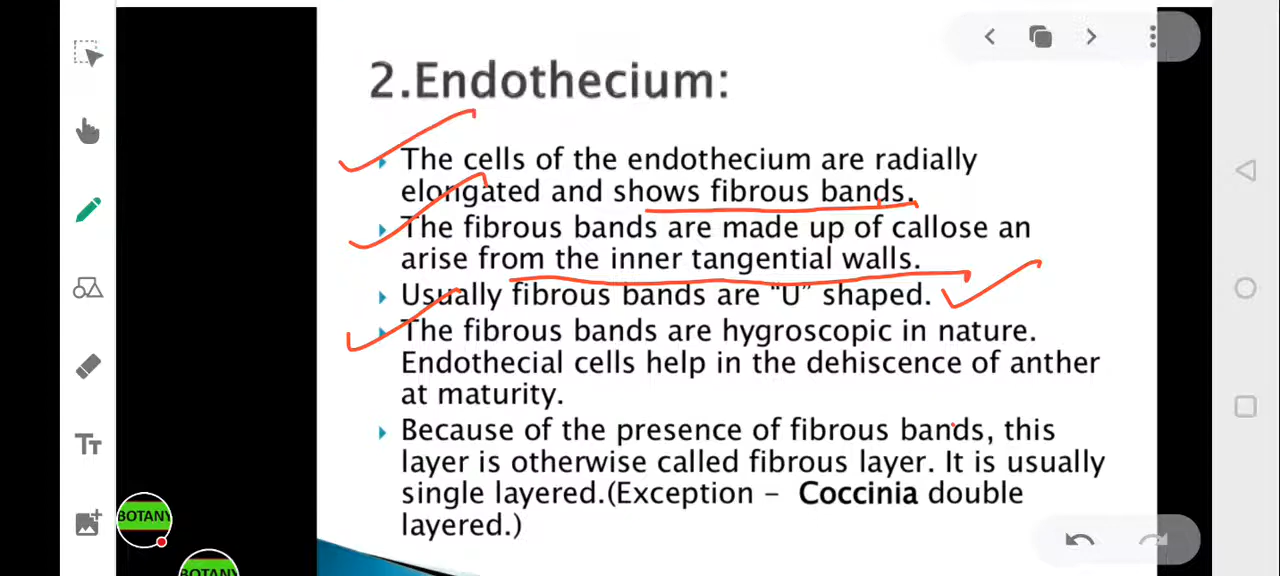 2.Endothecium:
The cells of the endothecium are radially
elongated and shows fibrous bands.
The fibrous bands are made up of callose an
arise from the inner tangential walls.
Usually fibrous bands are "U" shaped.
The fibrous bands are hygroscopic in nature.
Endothecial cells help in the dehiscence of anther
at maturity.
Because of the presence of fibrous bands, this
layer is otherwise called fibrous layer. It is usually
single layered.(Exception - Coccinia double
layered.)
TT
BOTANY
BOTANY